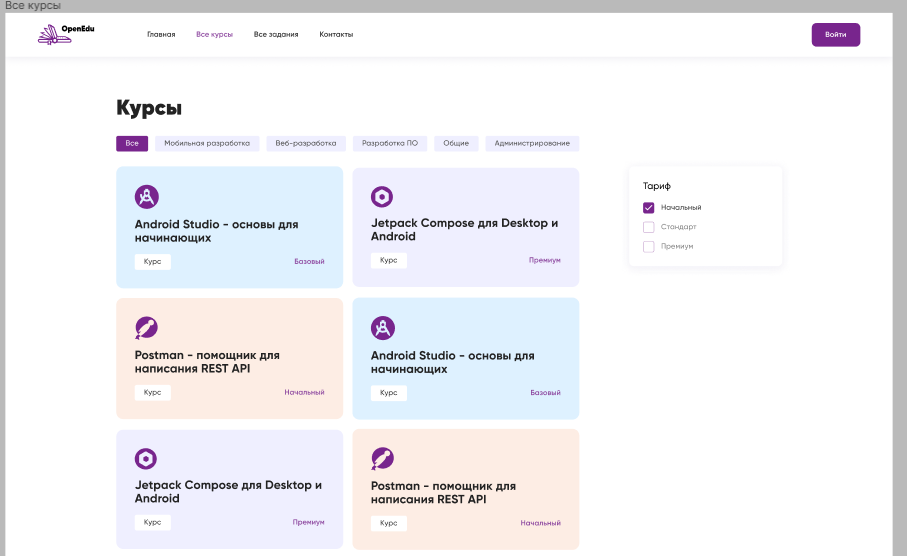 Все курсы
OpenEdu
Главная
Все курсы
Все задания
Контакты
Войти
Курсы
Все
Мобильная разработка
Веб-разработка
Разработка ПО
Общие
Администрирование
Android Studio - основы для
начинающих
Курс
Базовый
Jetpack Compose для Desktop и
Android
Курс
Премиум
Тариф
Начальный
Стандарт
Премиум
Postman - помощник для
написания REST API
Курс
Начальный
Android Studio - основы для
начинающих
Курс
Базовый
Jetpack Compose для Desktop и
Android
Курс
Премиум
Postman - помощник для
написания REST API
Курс
Начальный